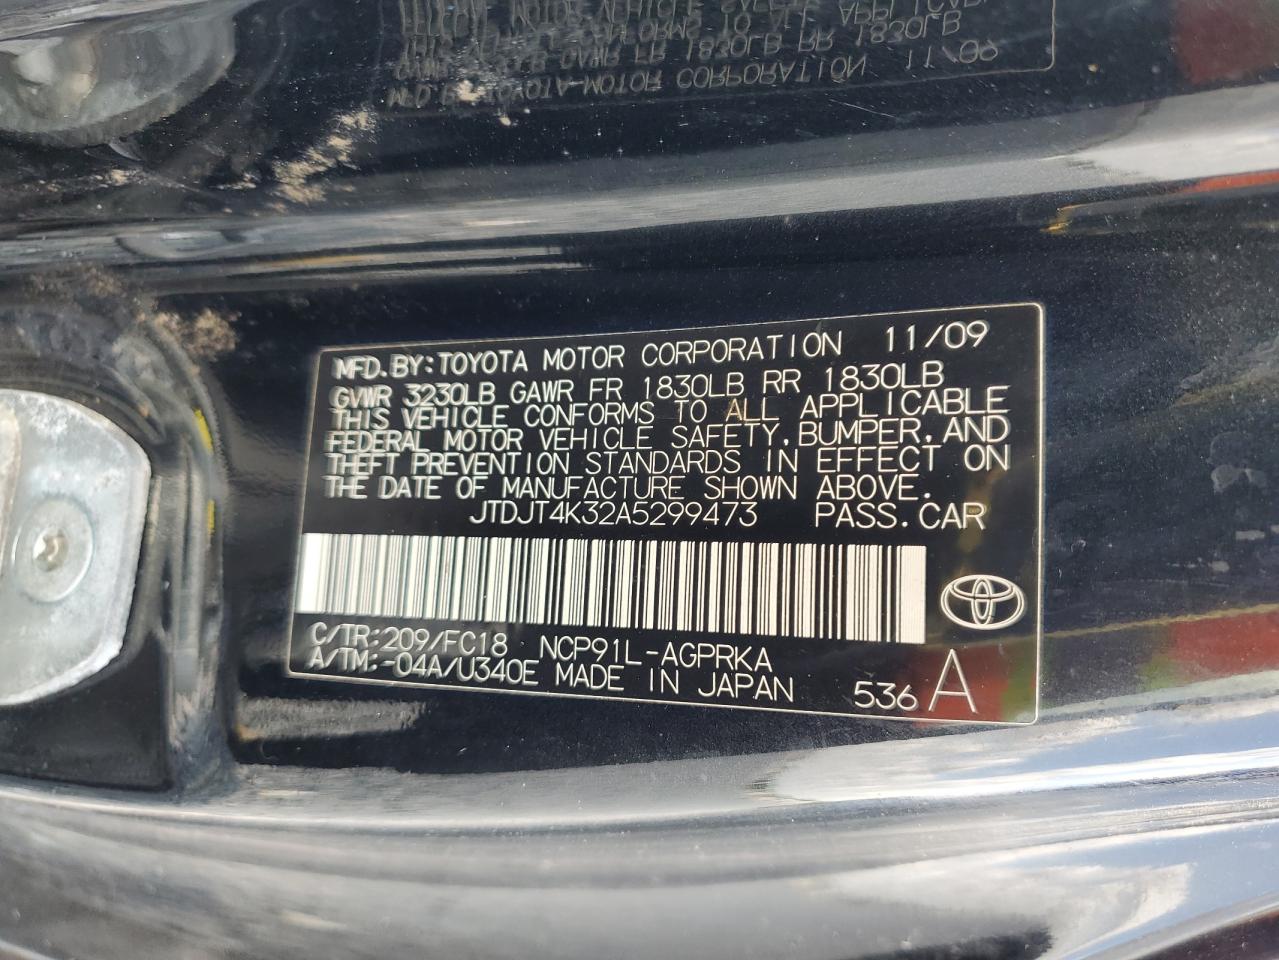 MFD.BY:TOYOTA MOTOR CORPORATION 11/09
GVWR 3230LB GAWR FR 1830LB RR 1830LB
THIS VEHICLE CONFORMS TO ALL APPLICABLE
FEDERAL MOTOR VEHICLE SAFETY,BUMPER,AND
THEFT PREVENTION STANDARDS IN EFFECT ON
THE DATE OF MANUFACTURE SHOWN ABOVE.
JTDJT4K32A5299473 PASS.CAR
C/TR:209/FC18 NCP91L-AGPRKA
A/TM:-04A/U340E MADE IN JAPAN 536 A